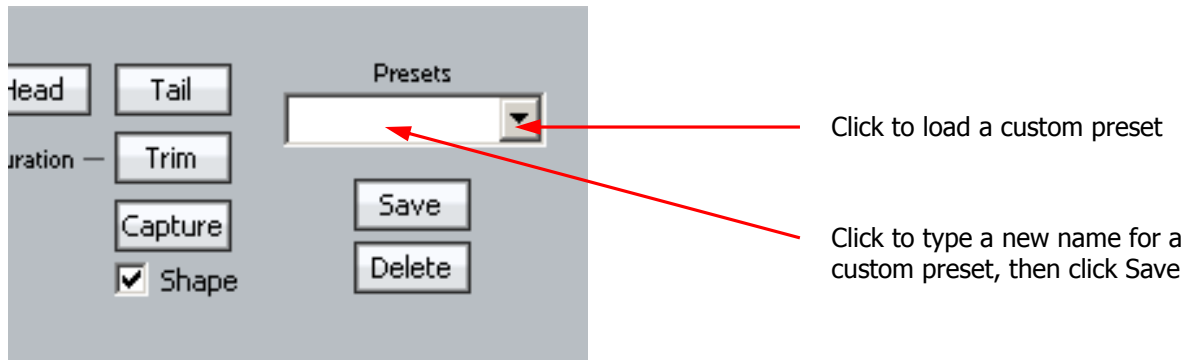 Presets
Head Tail
uration
Trim
Capture
Shape
Save
Delete
Click to load a custom preset
Click to type a new name for a
custom preset, then click Save